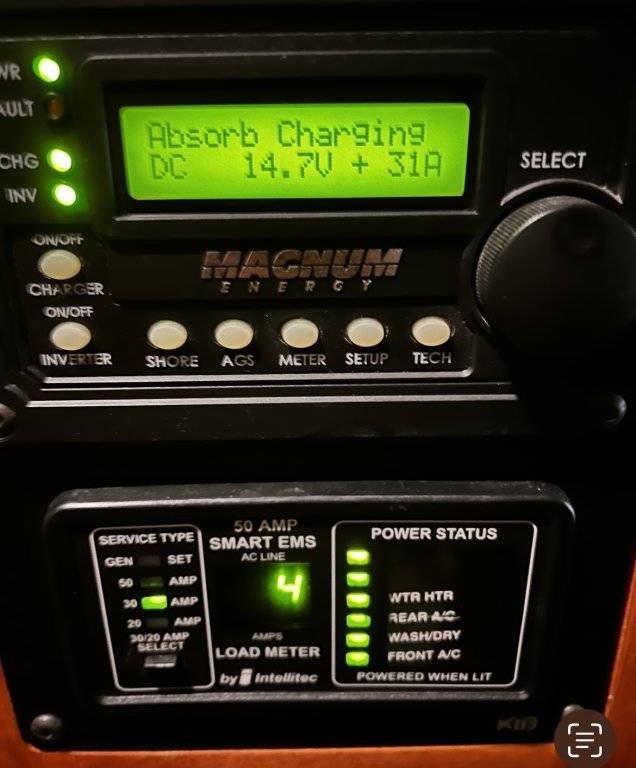 WR
AULT
CHG
INV
Absorb Charging
DC 14.7V + 31A
SELECT
ON/OFF
CHARGER
ON/OFF
INVERTER
MAGNUM
ENERGY
SHORE AGS METER SETUP TECH
SERVICE TYPE
GEN SET
50 AMP
30 AMP
20 AMP
30/20 AMP
SELECT
50 AMP
SMART EMS
AC LINE
4
AMPS
LOAD METER
by Intellitec
POWER STATUS
WTR HTR
REAR A/C
WASH/DRY
FRONT A/C
POWERED WHEN LIT
KIB